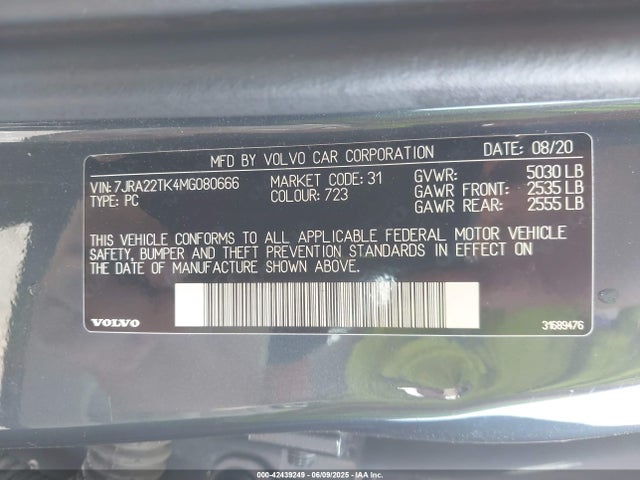 MFD BY VOLVO CAR CORPORATION DATE: 08/20
VIN: 7JRA22TK4MG080666 MARKET CODE: 31 GVWR: 5030 LB
TYPE: PC COLOUR: 723 GAWR FRONT: 2535 LB
GAWR REAR: 2555 LB
THIS VEHICLE CONFORMS TO ALL APPLICABLE FEDERAL MOTOR VEHICLE
SAFETY, BUMPER AND THEFT PREVENTION STANDARDS IN EFFECT ON
THE DATE OF MANUFACTURE SHOWN ABOVE.
VOLVO 31689476
000-42439249 - 06/09/2025 - IAA, Inc.